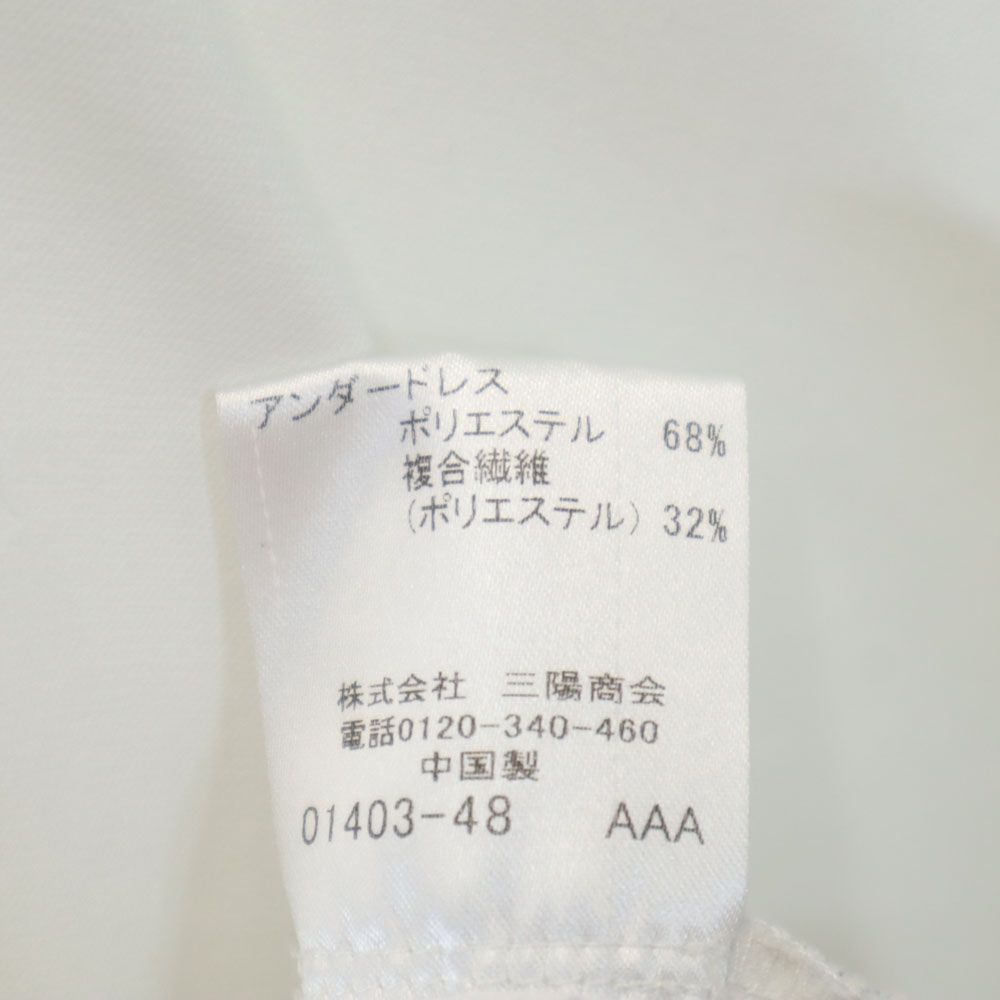 アンダードレス
ポリエステル 68%
複合繊維
(ポリエステル) 32%
株式会社 三陽商会
電話0120-340-460
中国製
01403-48 AAA